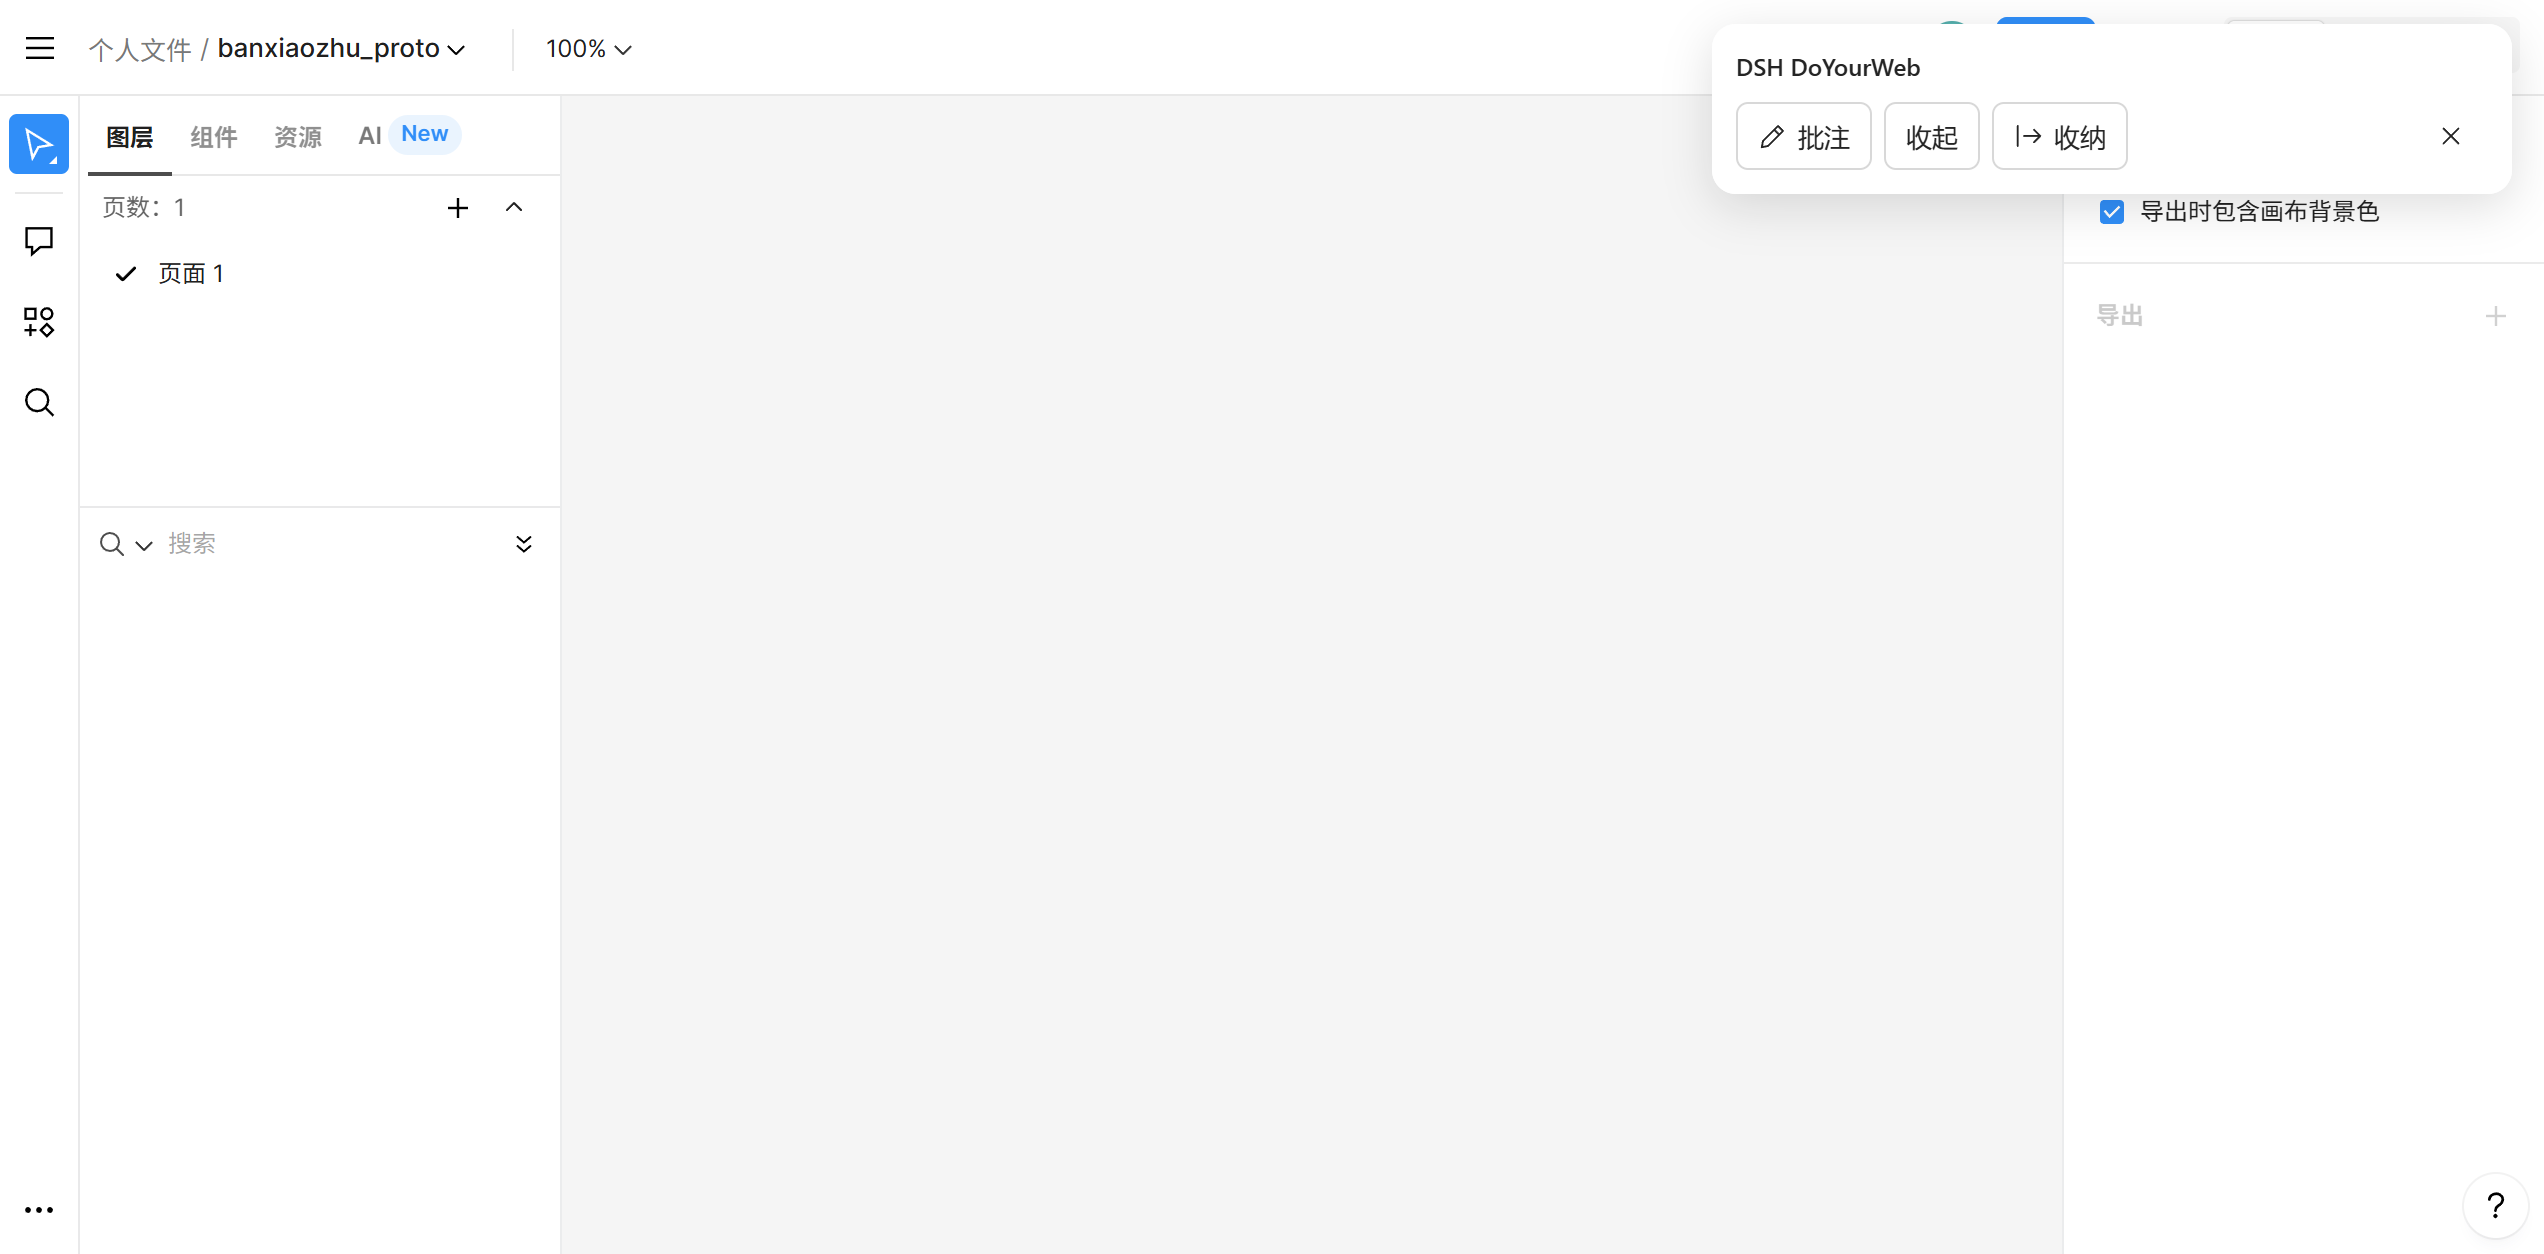 个人文件 / banxiaozhu_proto
100%
DSH DoYourWeb
批注 收起 收纳
图层 组件 资源 AI New
页数：1
页面 1
搜索
导出时包含画布背景色
导出
?